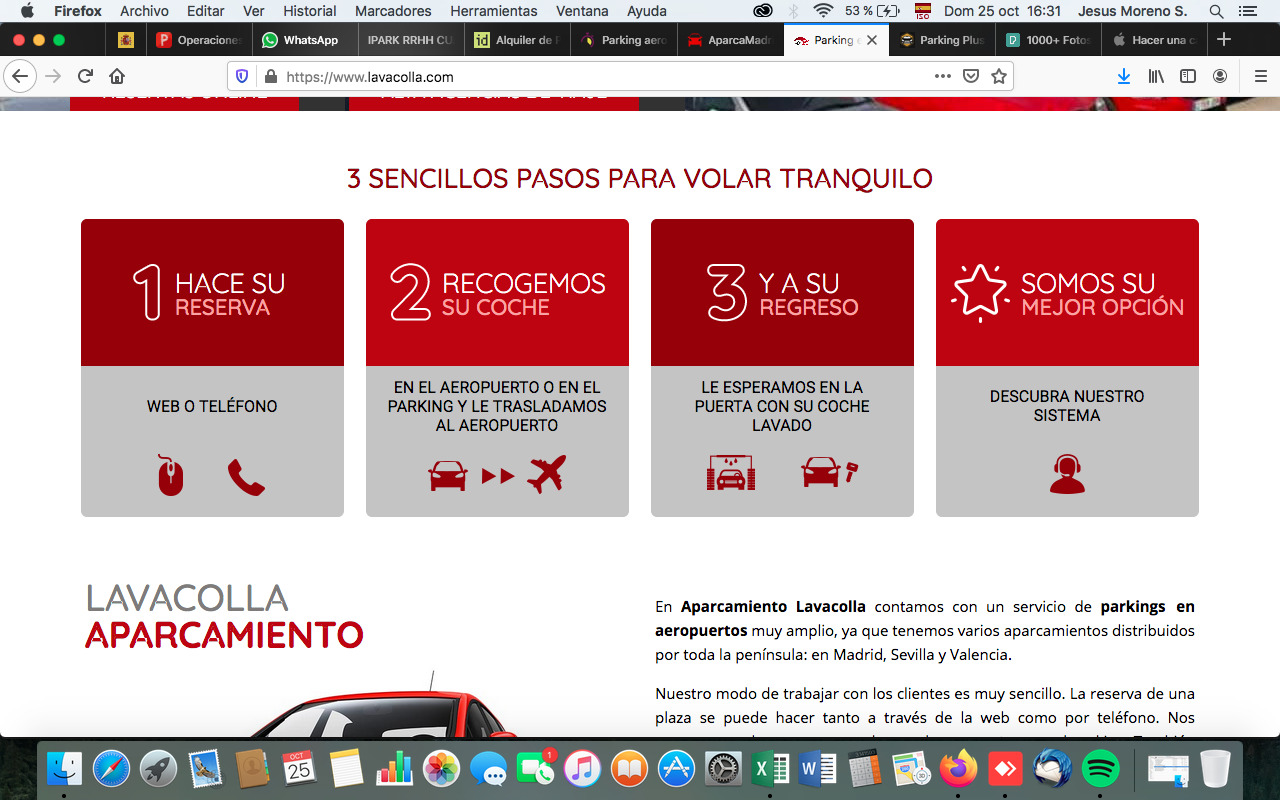 Firefox Archivo Editar Ver Historial Marcadores Herramientas Ventana Ayuda 53 % ISO Dom 25 oct 16:31 Jesus Moreno S.
Operaciones WhatsApp IPARK RRHH CU Alquiler de Parking aero AparcaMadr Parking Parking Plus 1000+ Fotos Hacer una c
https://www.lavacolla.com
3 SENCILLOS PASOS PARA VOLAR TRANQUILO
1 HACE SU
RESERVA
2 RECOGEMOS
SU COCHE
3 Y A SU
REGRESO
SOMOS SU
MEJOR OPCIÓN
WEB O TELÉFONO
EN EL AEROPUERTO O EN EL
PARKING Y LE TRASLADAMOS
AL AEROPUERTO
LE ESPERAMOS EN LA
PUERTA CON SU COCHE
LAVADO
DESCUBRA NUESTRO
SISTEMA
LAVACOLLA
APARCAMIENTO
En Aparcamiento Lavacolla contamos con un servicio de parkings en
aeropuertos muy amplio, ya que tenemos varios aparcamientos distribuidos
por toda la península: en Madrid, Sevilla y Valencia.
Nuestro modo de trabajar con los clientes es muy sencillo. La reserva de una
plaza se puede hacer tanto a través de la web como por teléfono. Nos
OCT
25
1